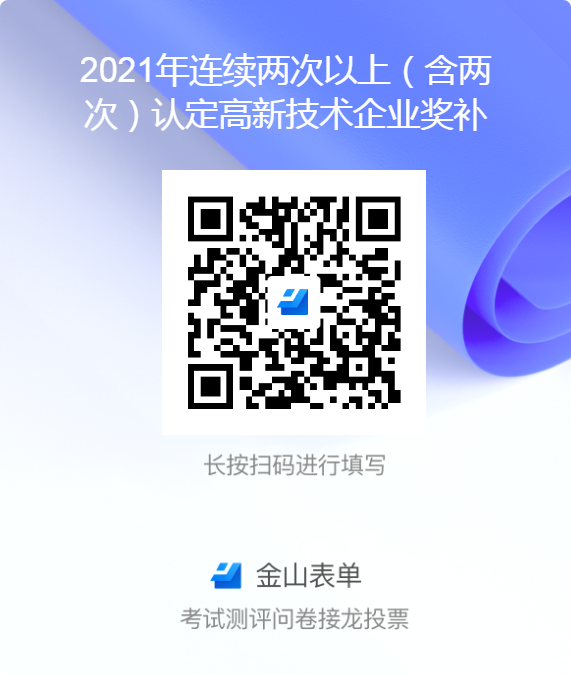 2021年连续两次以上（含两
次）认定高新技术企业奖补
长按扫码进行填写
金山表单
考试测评问卷接龙投票